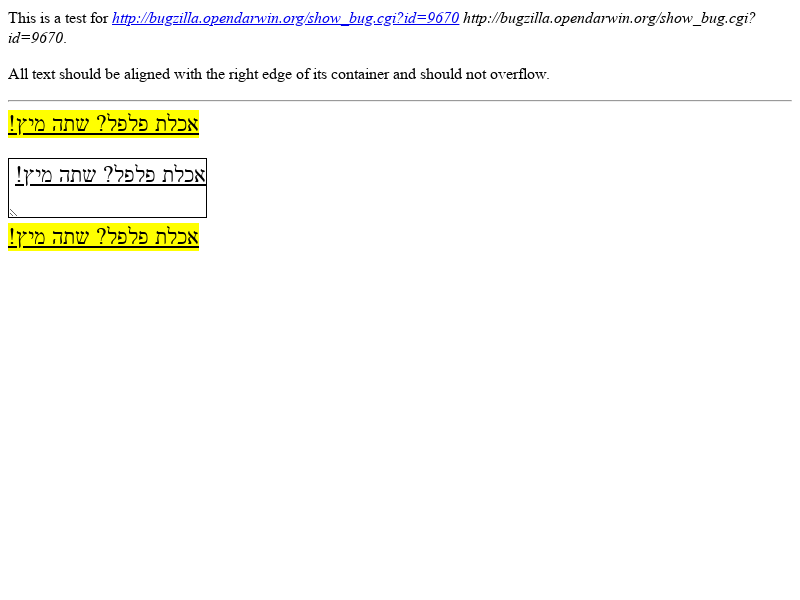 This is a test for http://bugzilla.opendarwin.org/show_bug.cgi?id=9670 http://bugzilla.opendarwin.org/show_bug.cgi?
id=9670.
All text should be aligned with the right edge of its container and should not overflow.
אכלת פלפל? שתה מיץ!
אכלת פלפל? שתה מיץ!
אכלת פלפל? שתה מיץ!